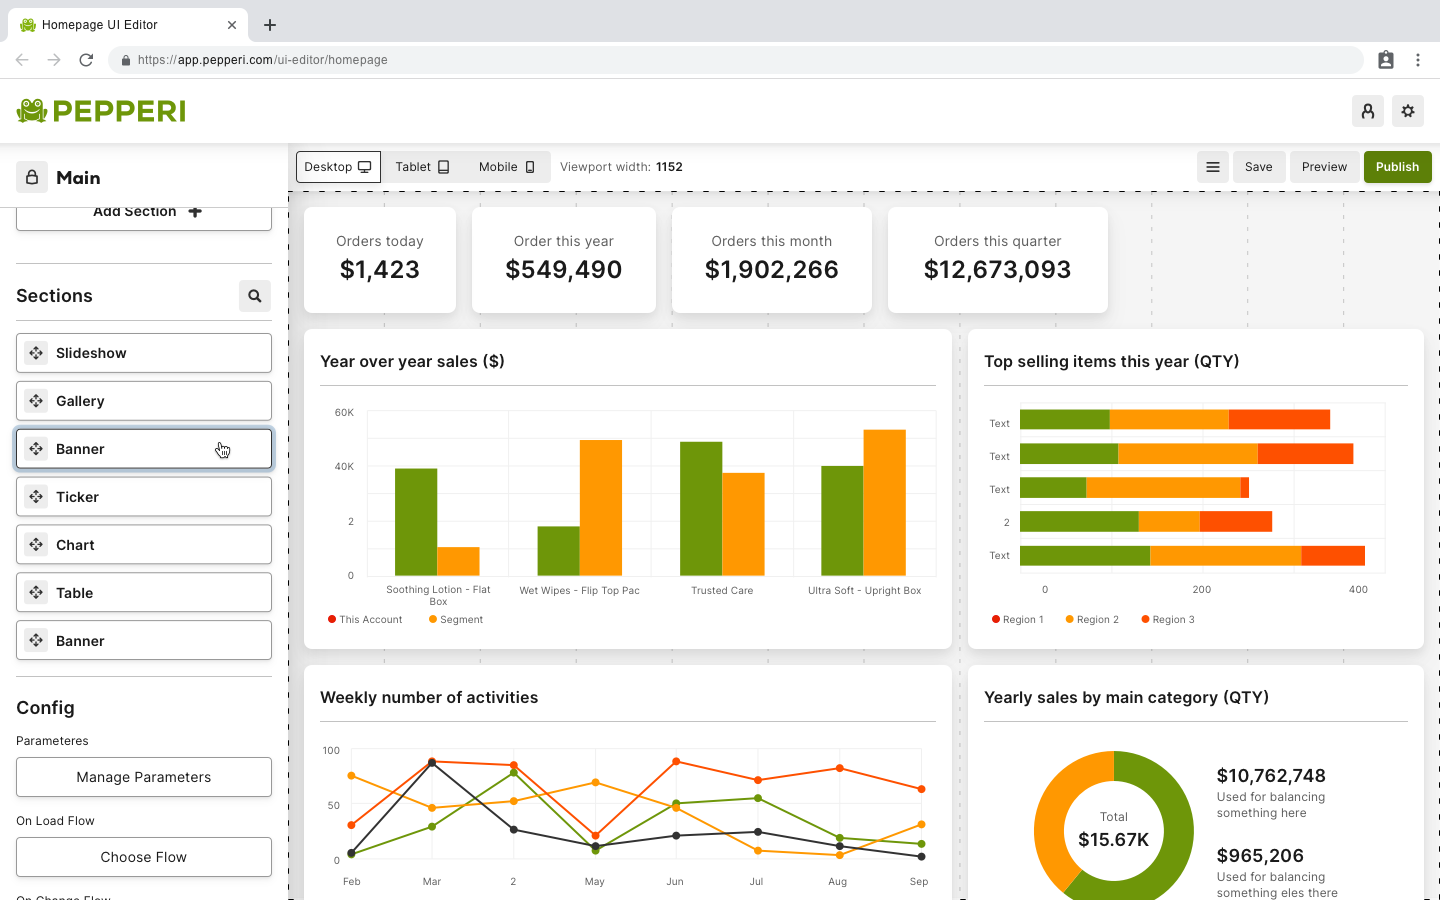 Homepage UI Editor
https://app.pepperi.com/ui-editor/homepage
PEPPERI
Main
Desktop
Tablet
Mobile
Viewport width: 1152
Save
Preview
Publish
Add Section
Sections
Slideshow
Gallery
Banner
Ticker
Chart
Table
Banner
Config
Parameteres
Manage Parameters
On Load Flow
Choose Flow
On Change Flow
Orders today
$1,423
Order this year
$549,490
Orders this month
$1,902,266
Orders this quarter
$12,673,093
Year over year sales ($)
60K
40K
2
0
Soothing Lotion - Flat
Box
Wet Wipes - Flip Top Pac
Trusted Care
Ultra Soft - Upright Box
This Account
Segment
Top selling items this year (QTY)
Text
Text
Text
2
Text
0
200
400
Region 1
Region 2
Region 3
Weekly number of activities
100
50
0
Feb
Mar
2
May
Jun
Jul
Aug
Sep
Yearly sales by main category (QTY)
Total
$15.67K
$10,762,748
Used for balancing
something here
$965,206
Used for balancing
something eles there